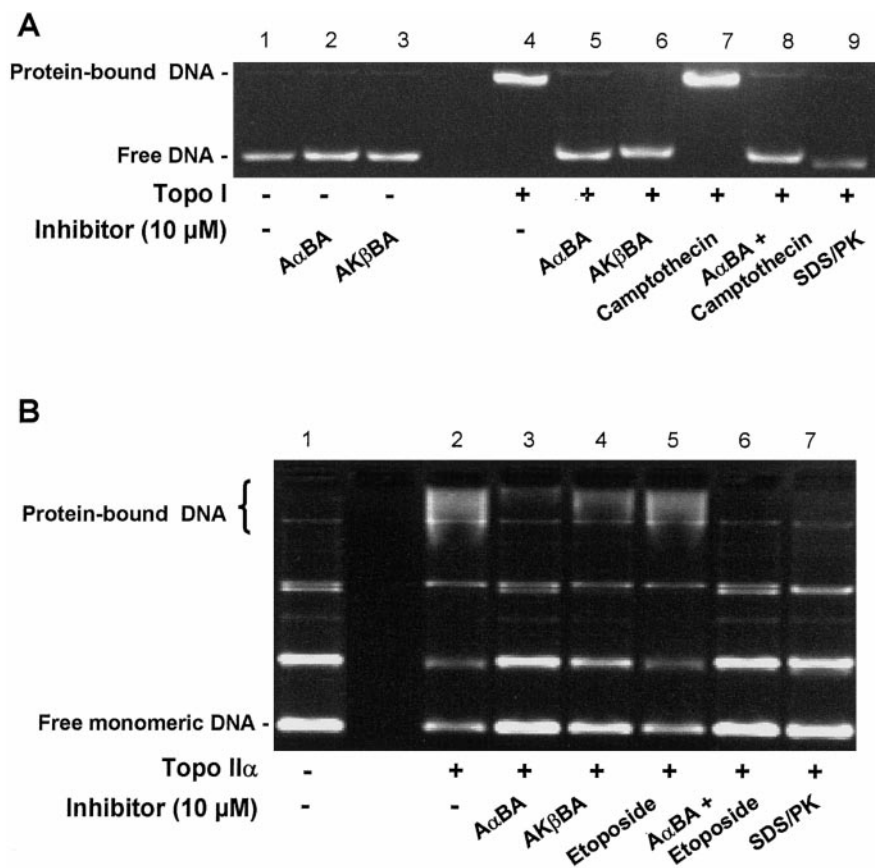 A
1 2 3 4 5 6 7 8 9
Protein-bound DNA -
Free DNA -
Topo I - - - + + + + + +
Inhibitor (10 µM) - AαBA AKβBA - AαBA AKβBA Camptothecin AαBA + Camptothecin SDS/PK
B
1 2 3 4 5 6 7
Protein-bound DNA {
Free monomeric DNA -
Topo IIα - + + + + + +
Inhibitor (10 µM) - - AαBA AKβBA Etoposide AαBA + Etoposide SDS/PK